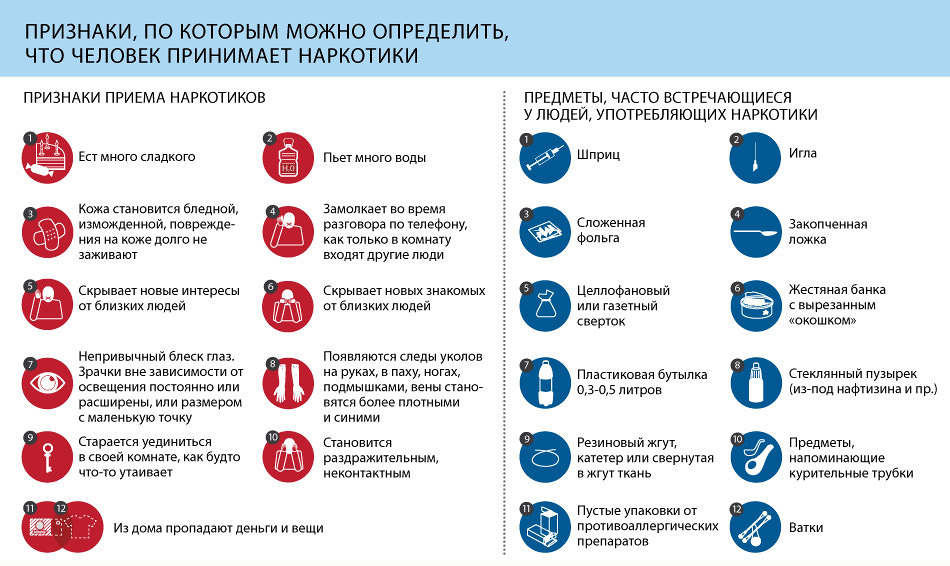 ПРИЗНАКИ, ПО КОТОРЫМ МОЖНО ОПРЕДЕЛИТЬ,
ЧТО ЧЕЛОВЕК ПРИНИМАЕТ НАРКОТИКИ
ПРИЗНАКИ ПРИЕМА НАРКОТИКОВ
1
Ест много сладкого
2
H₂O
Пьет много воды
3
Кожа становится бледной,
изможденной, поврежде-
ния на коже долго не
заживают
4
Замолкает во время
разговора по телефону,
как только в комнату
входят другие люди
5
Скрывает новые интересы
от близких людей
6
Скрывает новых знакомых
от близких людей
7
Непривычный блеск глаз.
Зрачки вне зависимости от
освещения постоянно или
расширены, или размером
с маленькую точку
8
Появляются следы уколов
на руках, в паху, ногах,
подмышками, вены стано-
вятся более плотными
и синими
9
Старается уединиться
в своей комнате, как будто
что-то утаивает
10
Становится
раздражительным,
неконтактным
11 12
Из дома пропадают деньги и вещи
ПРЕДМЕТЫ, ЧАСТО ВСТРЕЧАЮЩИЕСЯ
У ЛЮДЕЙ, УПОТРЕБЛЯЮЩИХ НАРКОТИКИ
1
Шприц
2
Игла
3
Сложенная
фольга
4
Закопченная
ложка
5
Целлофановый
или газетный
сверток
6
Жестяная банка
с вырезанным
«окошком»
7
Пластиковая бутылка
0,3-0,5 литров
8
Стеклянный пузырек
(из-под нафтизина и пр.)
9
Резиновый жгут,
катетер или свернутая
в жгут ткань
10
Предметы,
напоминающие
курительные трубки
11
Пустые упаковки от
противоаллергических
препаратов
12
Ватки